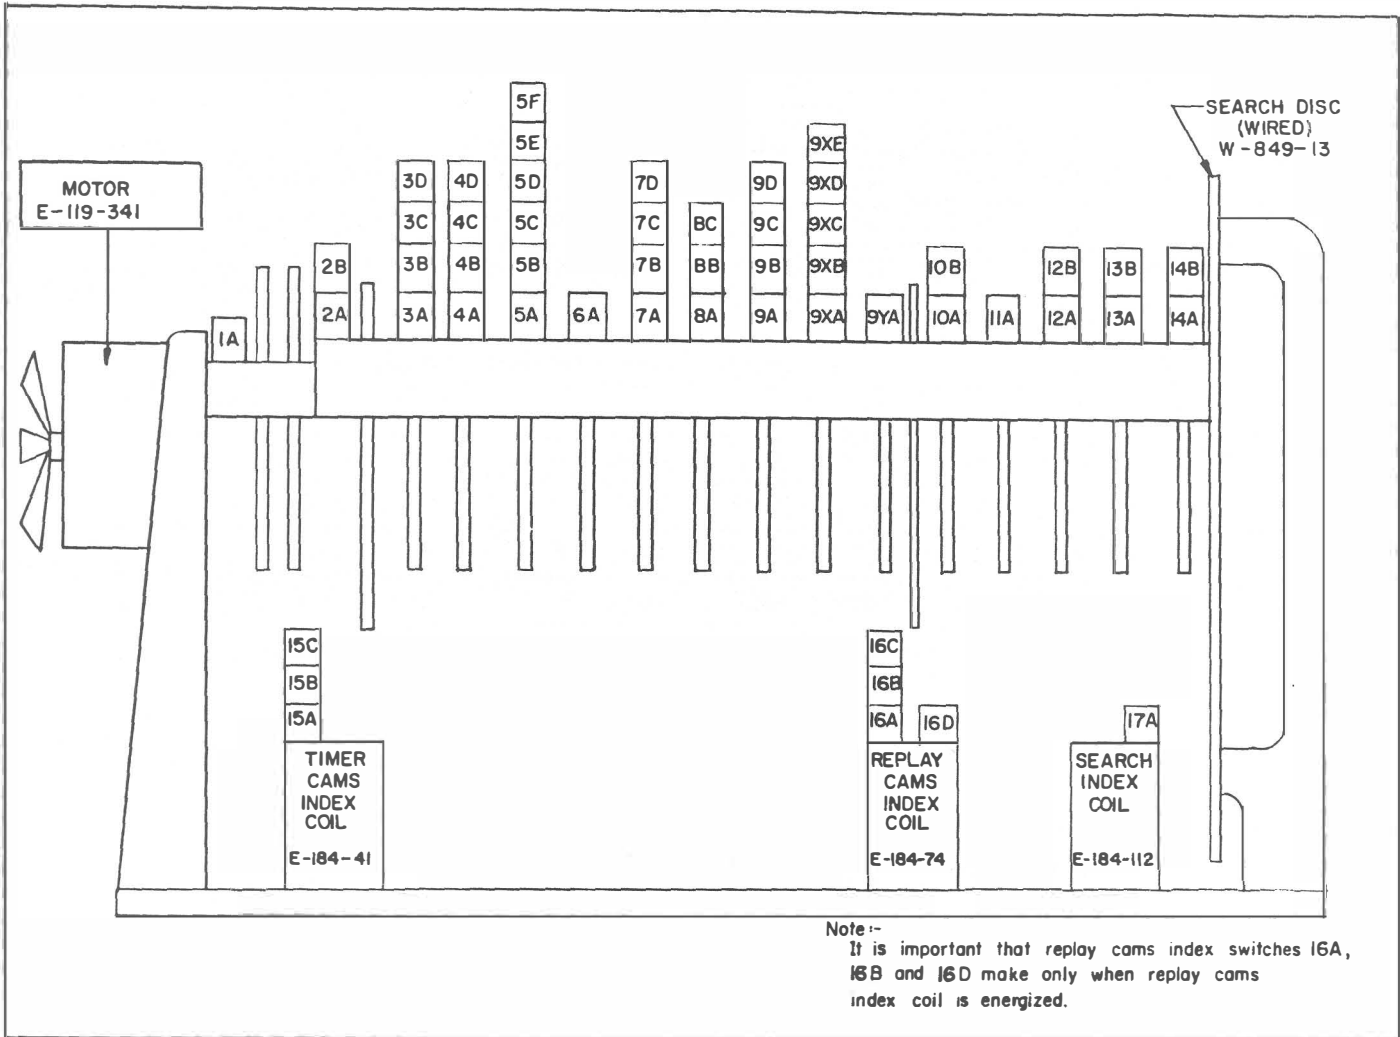 MOTOR
E-119-341
SEARCH DISC
(WIRED)
W-849-13
1A
2B
2A
3D
3C
3B
3A
4D
4C
4B
4A
5F
5E
5D
5C
5B
5A
6A
7D
7C
7B
7A
BC
BB
8A
9D
9C
9B
9A
9XE
9XD
9XC
9XB
9XA
9YA
10B
10A
11A
12B
12A
13B
13A
14B
14A
15C
15B
15A
TIMER
CAMS
INDEX
COIL
E-184-41
16C
16B
16A
16D
REPLAY
CAMS
INDEX
COIL
E-184-74
17A
SEARCH
INDEX
COIL
E-184-112
Note:-
It is important that replay cams index switches 16A,
16B and 16D make only when replay cams
index coil is energized.